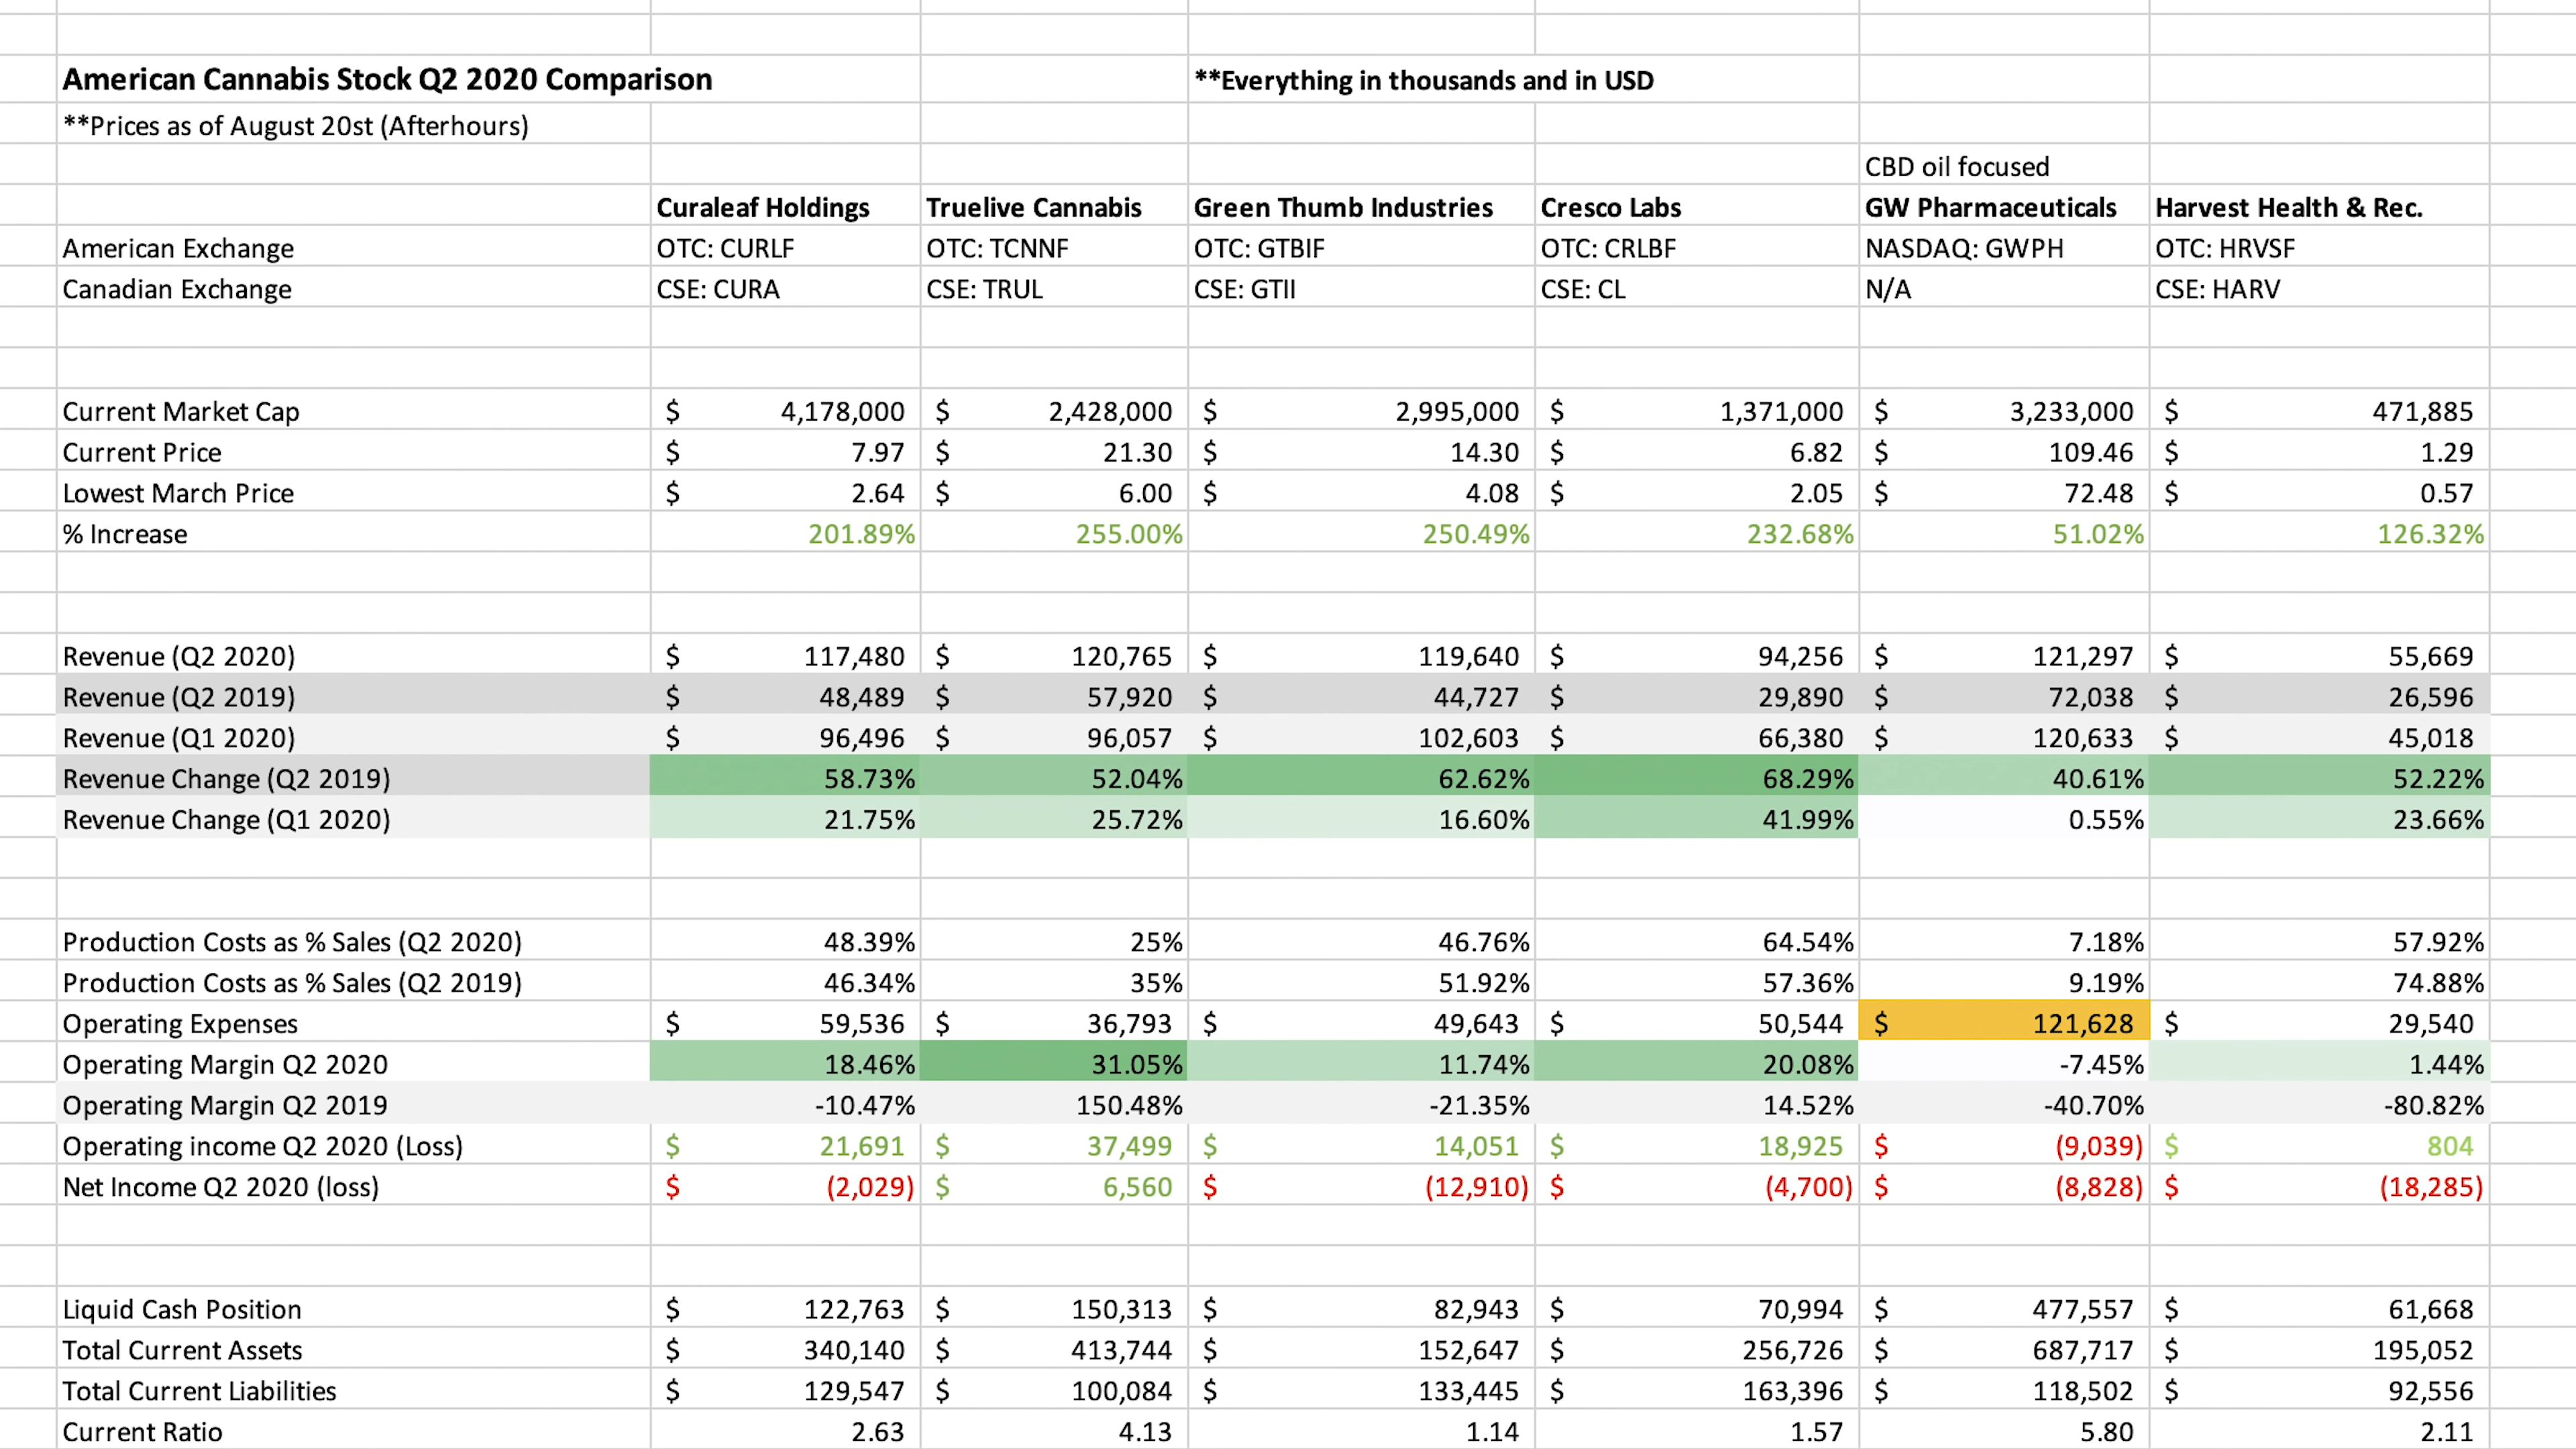 American Cannabis Stock Q2 2020 Comparison **Everything in thousands and in USD
**Prices as of August 20st (Afterhours)
CBD oil focused
Curaleaf Holdings Truelive Cannabis Green Thumb Industries Cresco Labs GW Pharmaceuticals Harvest Health & Rec.
American Exchange OTC: CURLF OTC: TCNNF OTC: GTBIF OTC: CRLBF NASDAQ: GWPH OTC: HRVSF
Canadian Exchange CSE: CURA CSE: TRUL CSE: GTII CSE: CL N/A CSE: HARV
Current Market Cap $ 4,178,000 $ 2,428,000 $ 2,995,000 $ 1,371,000 $ 3,233,000 $ 471,885
Current Price $ 7.97 $ 21.30 $ 14.30 $ 6.82 $ 109.46 $ 1.29
Lowest March Price $ 2.64 $ 6.00 $ 4.08 $ 2.05 $ 72.48 $ 0.57
% Increase 201.89% 255.00% 250.49% 232.68% 51.02% 126.32%
Revenue (Q2 2020) $ 117,480 $ 120,765 $ 119,640 $ 94,256 $ 121,297 $ 55,669
Revenue (Q2 2019) $ 48,489 $ 57,920 $ 44,727 $ 29,890 $ 72,038 $ 26,596
Revenue (Q1 2020) $ 96,496 $ 96,057 $ 102,603 $ 66,380 $ 120,633 $ 45,018
Revenue Change (Q2 2019) 58.73% 52.04% 62.62% 68.29% 40.61% 52.22%
Revenue Change (Q1 2020) 21.75% 25.72% 16.60% 41.99% 0.55% 23.66%
Production Costs as % Sales (Q2 2020) 48.39% 25% 46.76% 64.54% 7.18% 57.92%
Production Costs as % Sales (Q2 2019) 46.34% 35% 51.92% 57.36% 9.19% 74.88%
Operating Expenses $ 59,536 $ 36,793 $ 49,643 $ 50,544 $ 121,628 $ 29,540
Operating Margin Q2 2020 18.46% 31.05% 11.74% 20.08% -7.45% 1.44%
Operating Margin Q2 2019 -10.47% 150.48% -21.35% 14.52% -40.70% -80.82%
Operating income Q2 2020 (Loss) $ 21,691 $ 37,499 $ 14,051 $ 18,925 $ (9,039) $ 804
Net Income Q2 2020 (loss) $ (2,029) $ 6,560 $ (12,910) $ (4,700) $ (8,828) $ (18,285)
Liquid Cash Position $ 122,763 $ 150,313 $ 82,943 $ 70,994 $ 477,557 $ 61,668
Total Current Assets $ 340,140 $ 413,744 $ 152,647 $ 256,726 $ 687,717 $ 195,052
Total Current Liabilities $ 129,547 $ 100,084 $ 133,445 $ 163,396 $ 118,502 $ 92,556
Current Ratio 2.63 4.13 1.14 1.57 5.80 2.11